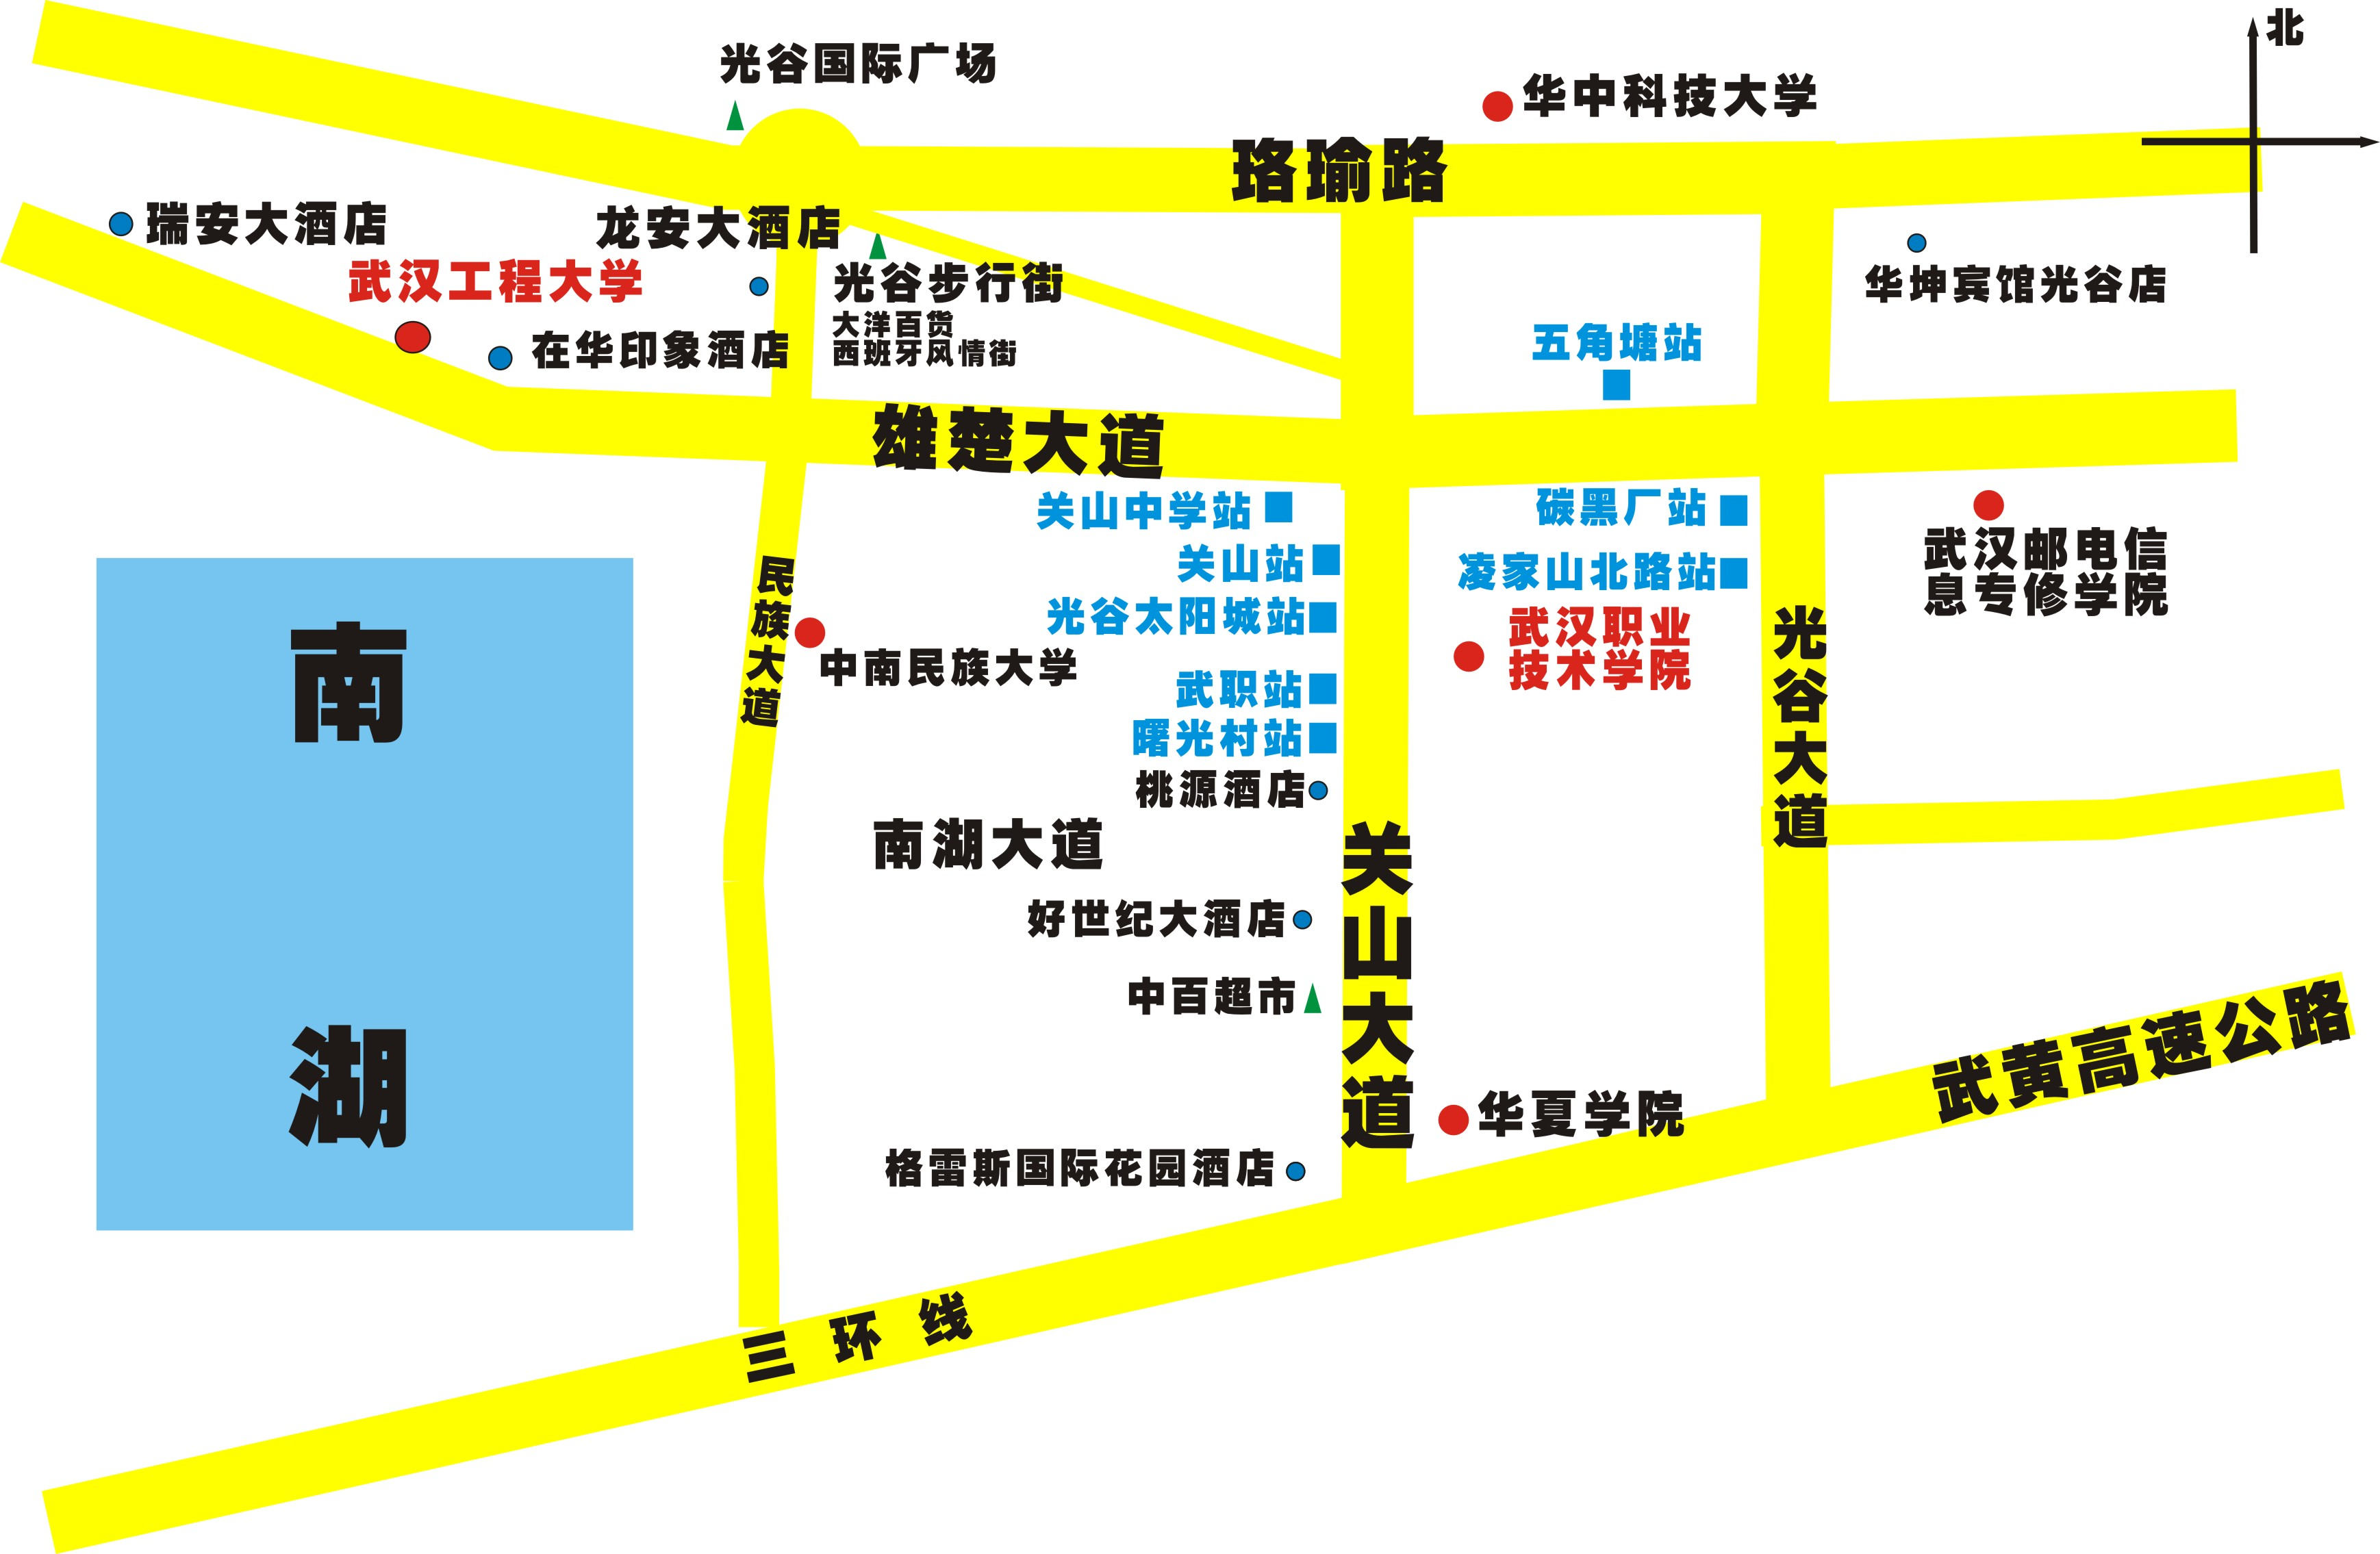 北
光谷国际广场
华中科技大学
珞瑜路
瑞安大酒店
龙安大酒店
武汉工程大学
光谷步行街
华坤宾馆光谷店
大洋百货
西班牙风情街
在华印象酒店
五角塘站
雄楚大道
关山中学站
碳黑厂站
关山站
凌家山北路站
武汉邮电信
息专修学院
光谷太阳城站
武汉职业
技术学院
民族大道
中南民族大学
光谷大道
武职站
曙光村站
桃源酒店
南湖
南湖大道
关山大道
好世纪大酒店
中百超市
华夏学院
武黄高速公路
格雷斯国际花园酒店
三环线